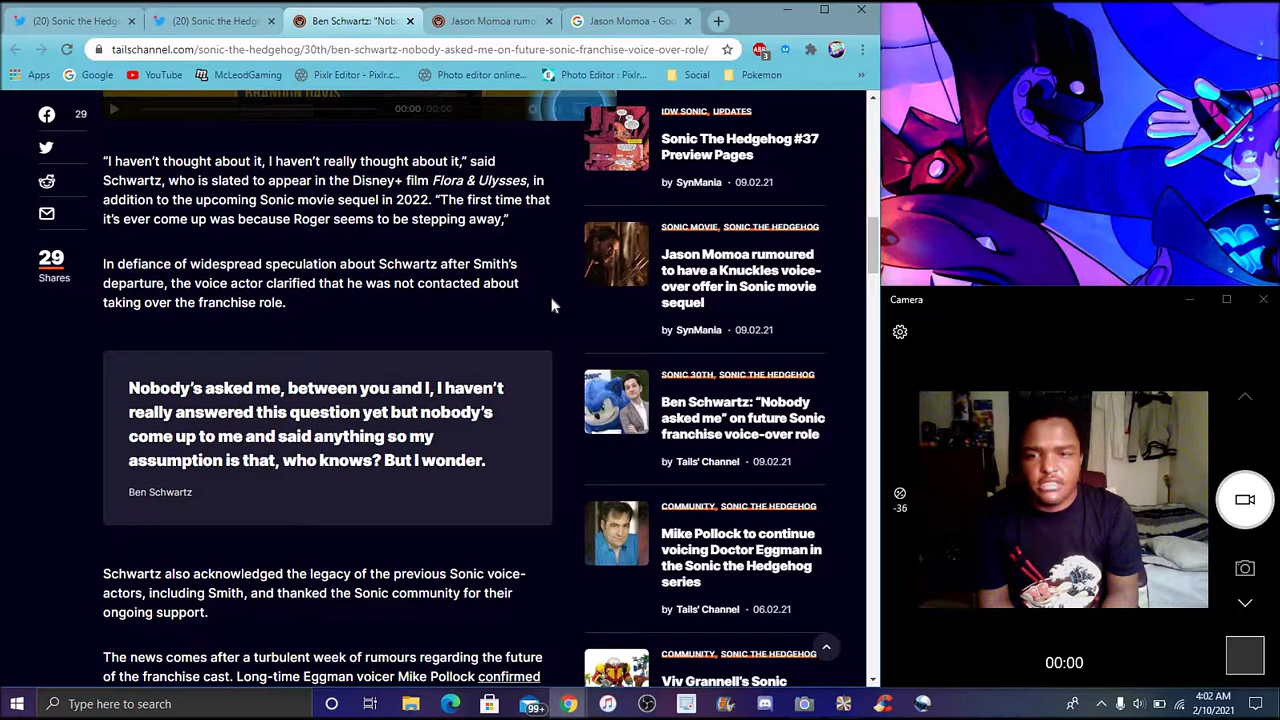 (20) Sonic the Hedg
(20) Sonic the Hedg
Ben Schwartz: "Nob
Jason Momoa rumo
Jason Momoa - Goo
tailschannel.com/sonic-the-hedgehog/30th/ben-schwartz-nobody-asked-me-on-future-sonic-franchise-voice-over-role/
ABP
3
Apps
Google
YouTube
McLeodGaming
Pixlr Editor - Pixlr.c...
Photo editor online...
Photo Editor : Pixlr...
Social
Pokemon
»
BRANDON DAVIS
00:00 / 00:00
29
29
Shares
“I haven’t thought about it, I haven’t really thought about it,” said
Schwartz, who is slated to appear in the Disney+ film Flora & Ulysses, in
addition to the upcoming Sonic movie sequel in 2022. “The first time that
it’s ever come up was because Roger seems to be stepping away,”
In defiance of widespread speculation about Schwartz after Smith’s
departure, the voice actor clarified that he was not contacted about
taking over the franchise role.
Nobody’s asked me, between you and I, I haven’t
really answered this question yet but nobody’s
come up to me and said anything so my
assumption is that, who knows? But I wonder.
Ben Schwartz
Schwartz also acknowledged the legacy of the previous Sonic voice-
actors, including Smith, and thanked the Sonic community for their
ongoing support.
The news comes after a turbulent week of rumours regarding the future
of the franchise cast. Long-time Eggman voicer Mike Pollock confirmed
IDW SONIC, UPDATES
Sonic The Hedgehog #37
Preview Pages
by SynMania · 09.02.21
SONIC MOVIE, SONIC THE HEDGEHOG
Jason Momoa rumoured
to have a Knuckles voice-
over offer in Sonic movie
sequel
by SynMania · 09.02.21
SONIC 30TH, SONIC THE HEDGEHOG
Ben Schwartz: “Nobody
asked me” on future Sonic
franchise voice-over role
by Tails' Channel · 09.02.21
COMMUNITY, SONIC THE HEDGEHOG
Mike Pollock to continue
voicing Doctor Eggman in
the Sonic the Hedgehog
series
by Tails' Channel · 06.02.21
COMMUNITY, SONIC THE HEDGEHOG
Viv Grannell’s Sonic
Camera
-36
00:00
Type here to search
99+
4:02 AM
2/10/2021